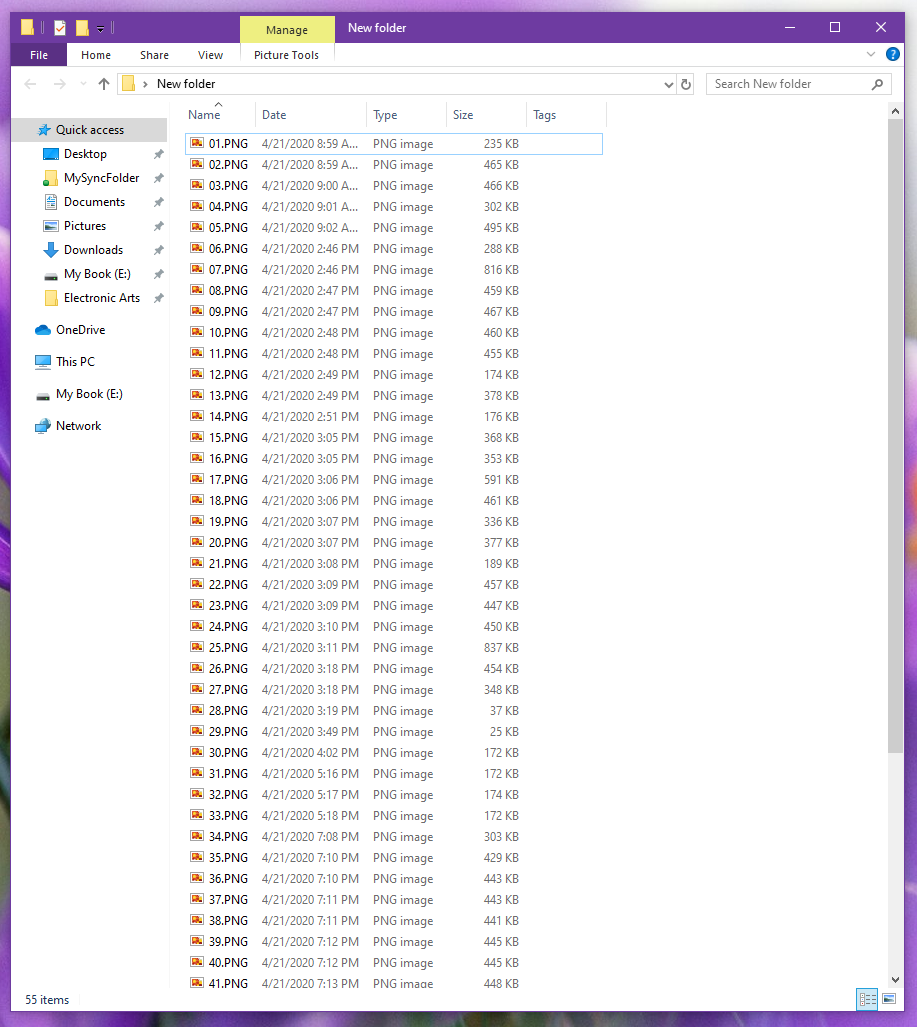 Manage New folder
File Home Share View Picture Tools
New folder Search New folder
Name Date Type Size Tags
Quick access
Desktop
MySyncFolder
Documents
Pictures
Downloads
My Book (E:)
Electronic Arts
OneDrive
This PC
My Book (E:)
Network
01.PNG 4/21/2020 8:59 A... PNG image 235 KB
02.PNG 4/21/2020 8:59 A... PNG image 465 KB
03.PNG 4/21/2020 9:00 A... PNG image 466 KB
04.PNG 4/21/2020 9:01 A... PNG image 302 KB
05.PNG 4/21/2020 9:02 A... PNG image 495 KB
06.PNG 4/21/2020 2:46 PM PNG image 288 KB
07.PNG 4/21/2020 2:46 PM PNG image 816 KB
08.PNG 4/21/2020 2:47 PM PNG image 459 KB
09.PNG 4/21/2020 2:47 PM PNG image 467 KB
10.PNG 4/21/2020 2:48 PM PNG image 460 KB
11.PNG 4/21/2020 2:48 PM PNG image 455 KB
12.PNG 4/21/2020 2:49 PM PNG image 174 KB
13.PNG 4/21/2020 2:49 PM PNG image 378 KB
14.PNG 4/21/2020 2:51 PM PNG image 176 KB
15.PNG 4/21/2020 3:05 PM PNG image 368 KB
16.PNG 4/21/2020 3:05 PM PNG image 353 KB
17.PNG 4/21/2020 3:06 PM PNG image 591 KB
18.PNG 4/21/2020 3:06 PM PNG image 461 KB
19.PNG 4/21/2020 3:07 PM PNG image 336 KB
20.PNG 4/21/2020 3:07 PM PNG image 377 KB
21.PNG 4/21/2020 3:08 PM PNG image 189 KB
22.PNG 4/21/2020 3:09 PM PNG image 457 KB
23.PNG 4/21/2020 3:09 PM PNG image 447 KB
24.PNG 4/21/2020 3:10 PM PNG image 450 KB
25.PNG 4/21/2020 3:11 PM PNG image 837 KB
26.PNG 4/21/2020 3:18 PM PNG image 454 KB
27.PNG 4/21/2020 3:18 PM PNG image 348 KB
28.PNG 4/21/2020 3:19 PM PNG image 37 KB
29.PNG 4/21/2020 3:49 PM PNG image 25 KB
30.PNG 4/21/2020 4:02 PM PNG image 172 KB
31.PNG 4/21/2020 5:16 PM PNG image 172 KB
32.PNG 4/21/2020 5:17 PM PNG image 174 KB
33.PNG 4/21/2020 5:18 PM PNG image 172 KB
34.PNG 4/21/2020 7:08 PM PNG image 303 KB
35.PNG 4/21/2020 7:10 PM PNG image 429 KB
36.PNG 4/21/2020 7:10 PM PNG image 443 KB
37.PNG 4/21/2020 7:11 PM PNG image 443 KB
38.PNG 4/21/2020 7:11 PM PNG image 441 KB
39.PNG 4/21/2020 7:12 PM PNG image 445 KB
40.PNG 4/21/2020 7:12 PM PNG image 445 KB
41.PNG 4/21/2020 7:13 PM PNG image 448 KB
55 items